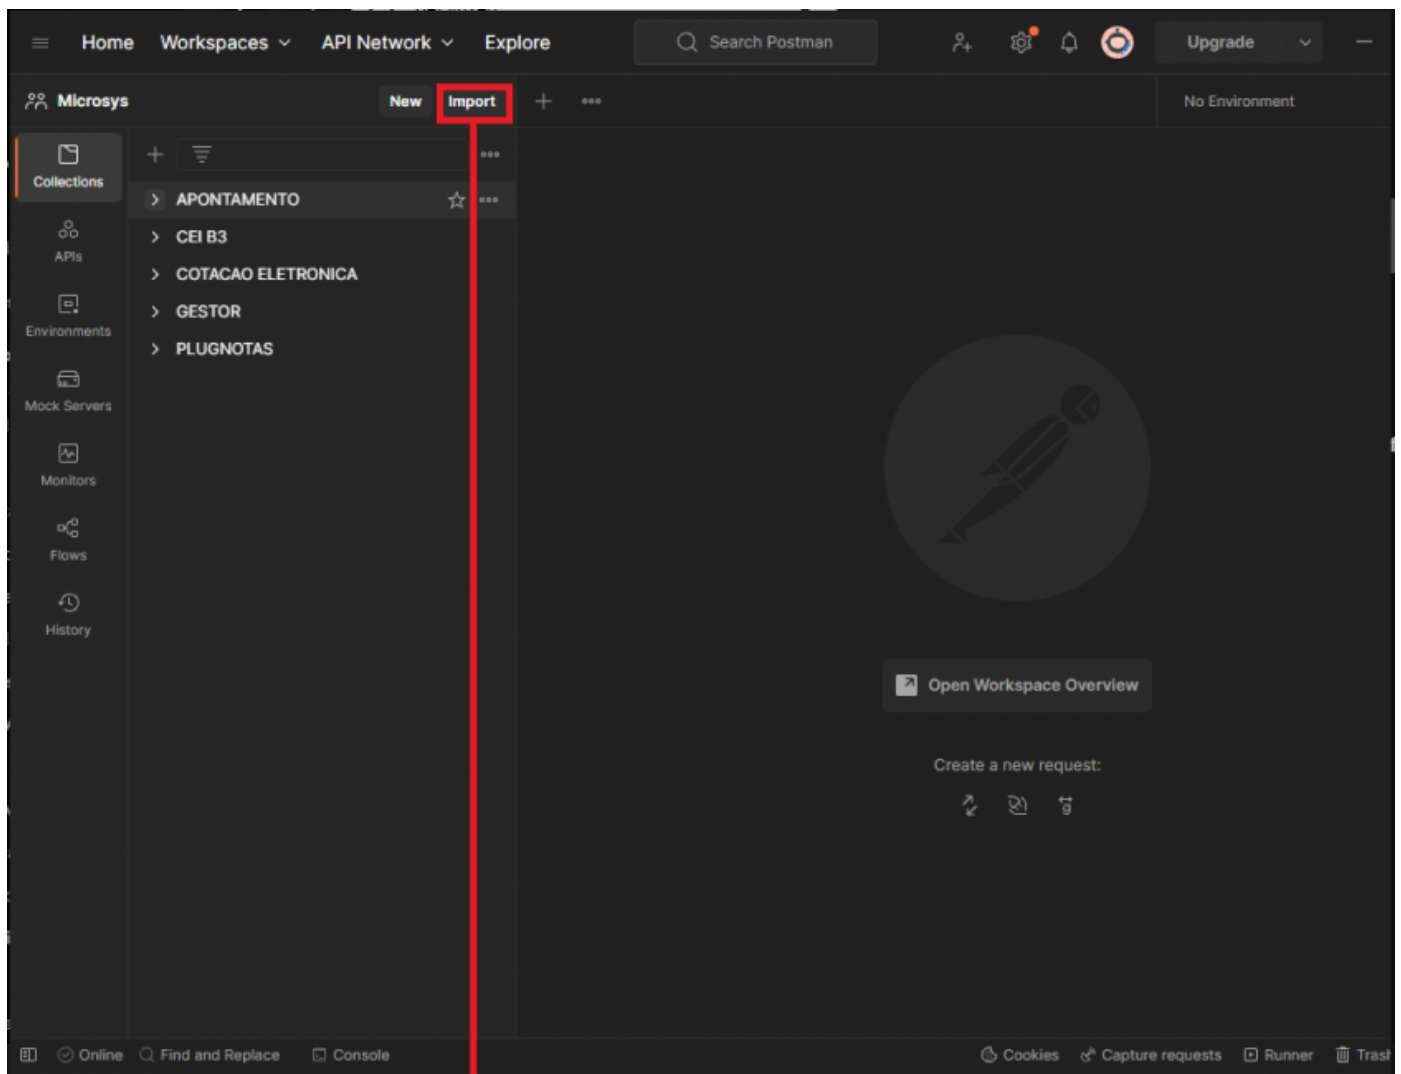 Home Workspaces API Network Explore Search Postman Upgrade
Microsys New Import No Environment
Collections
APIs
Environments
Mock Servers
Monitors
Flows
History
APONTAMENTO
CEI B3
COTACAO ELETRONICA
GESTOR
PLUGNOTAS
Open Workspace Overview
Create a new request:
Online Find and Replace Console Cookies Capture requests Runner Trash